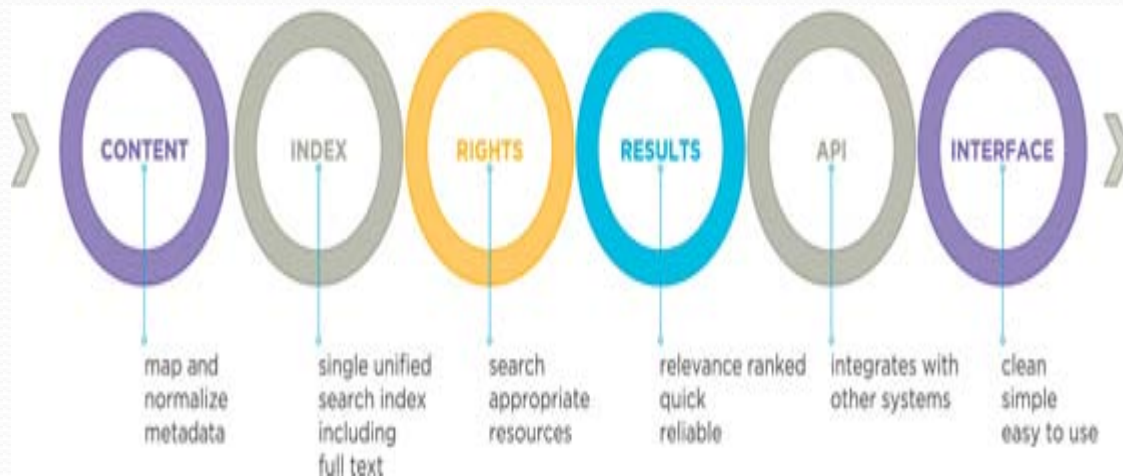 CONTENT
INDEX
RIGHTS
RESULTS
API
INTERFACE
map and
normalize
metadata
single unified
search index
including
full text
search
appropriate
resources
relevance ranked
quick
reliable
integrates with
other systems
clean
simple
easy to use